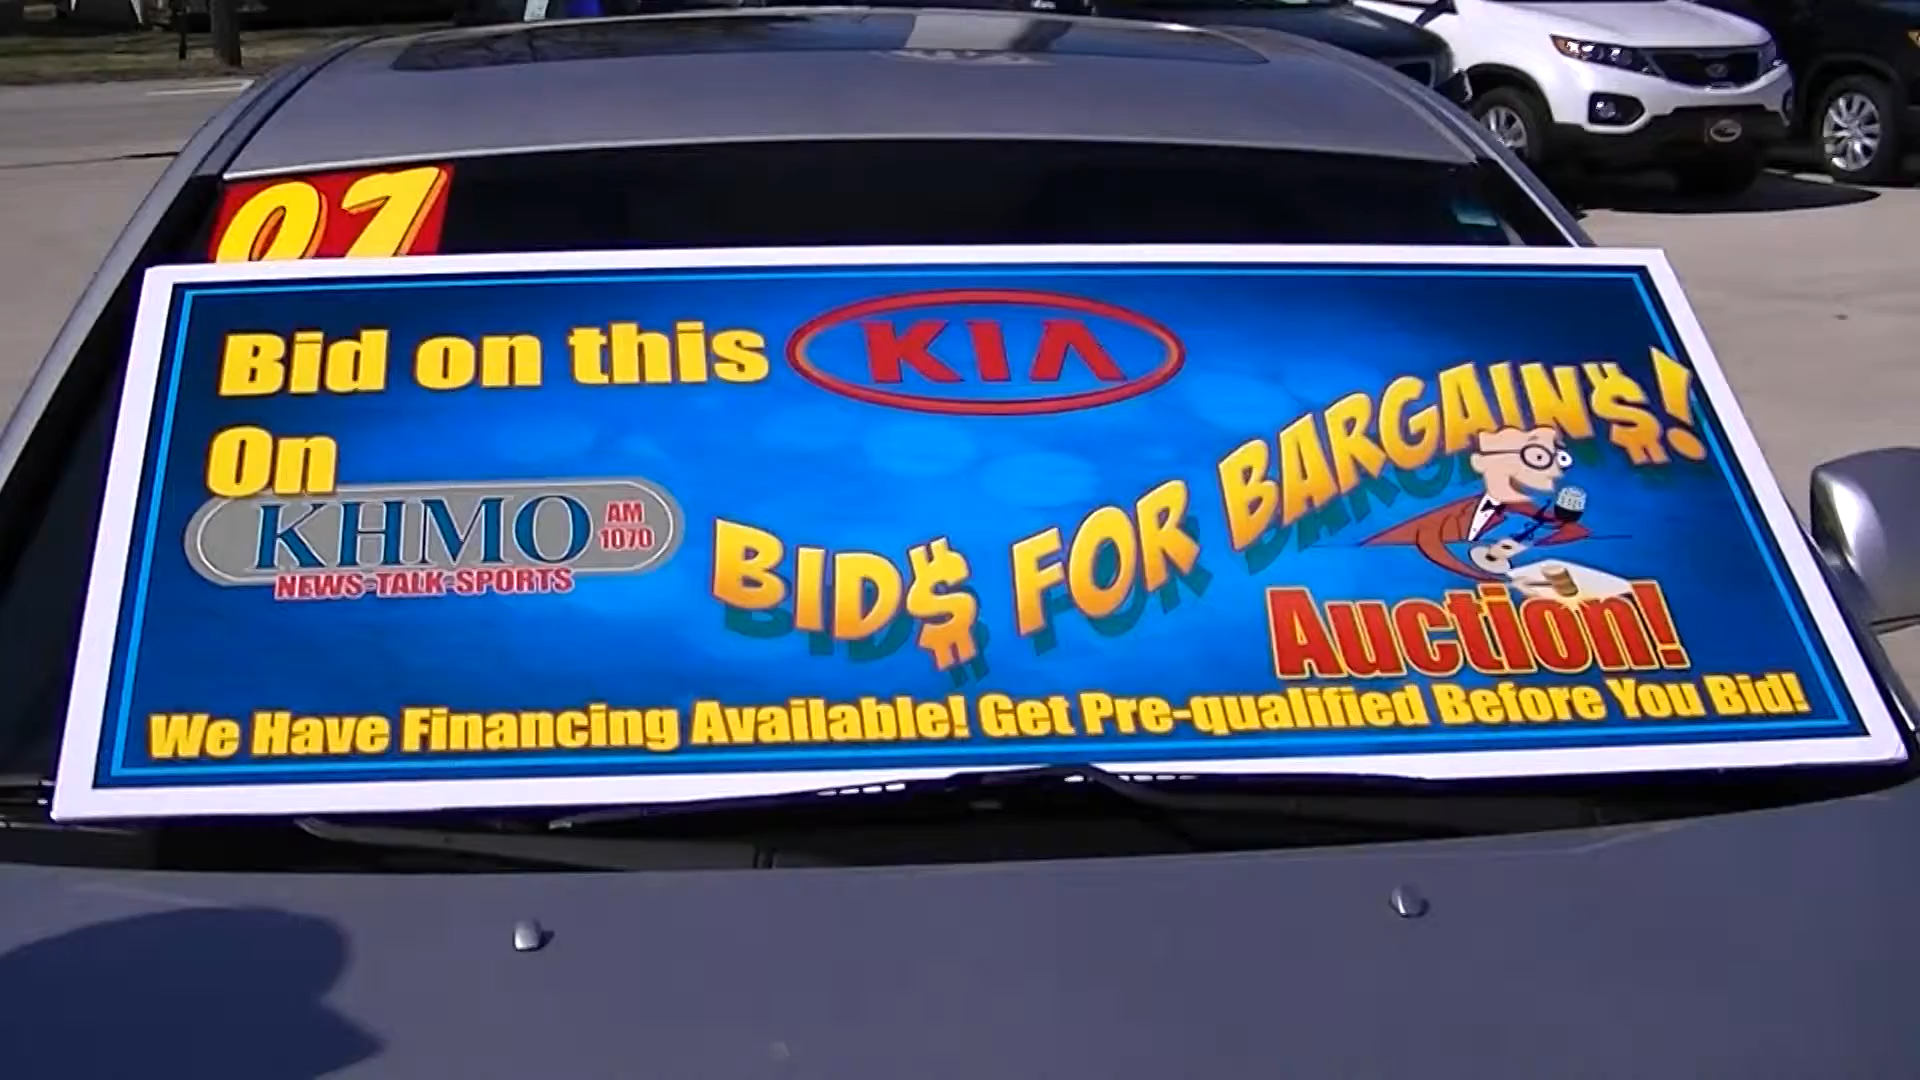 07
Bid on this KIA
On
KHMO AM 1070
NEWS-TALK-SPORTS
BID$ FOR BARGAIN$!
Auction!
We Have Financing Available! Get Pre-qualified Before You Bid!